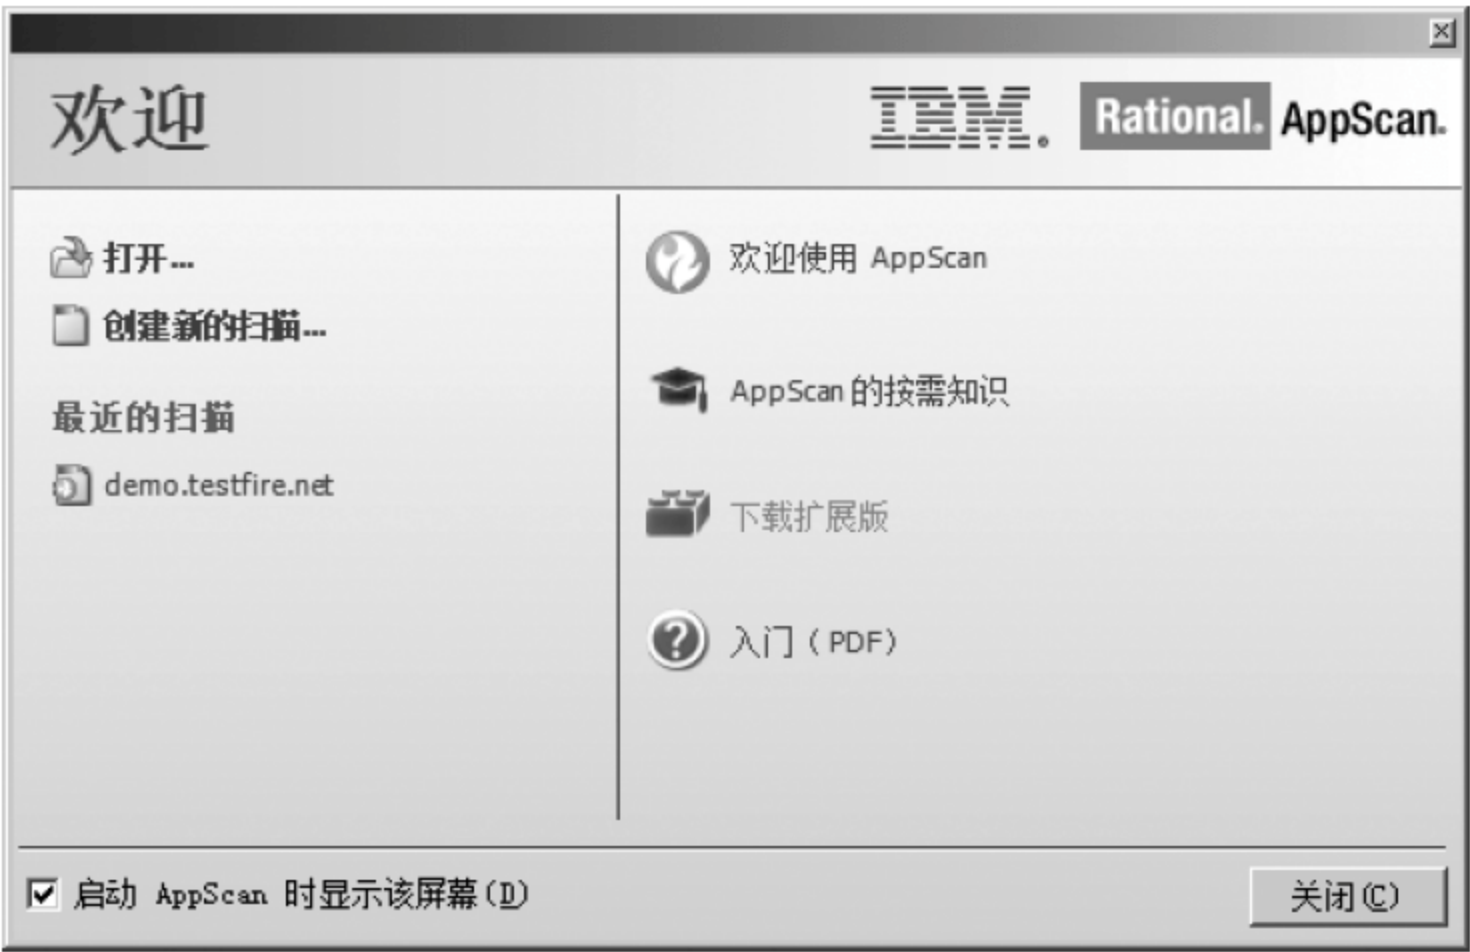 欢迎
IBM. Rational. AppScan.
打开...
创建新的扫描...
最近的扫描
demo.testfire.net
欢迎使用 AppScan
AppScan 的按需知识
下载扩展版
入门（PDF）
启动 AppScan 时显示该屏幕(D)
关闭(C)